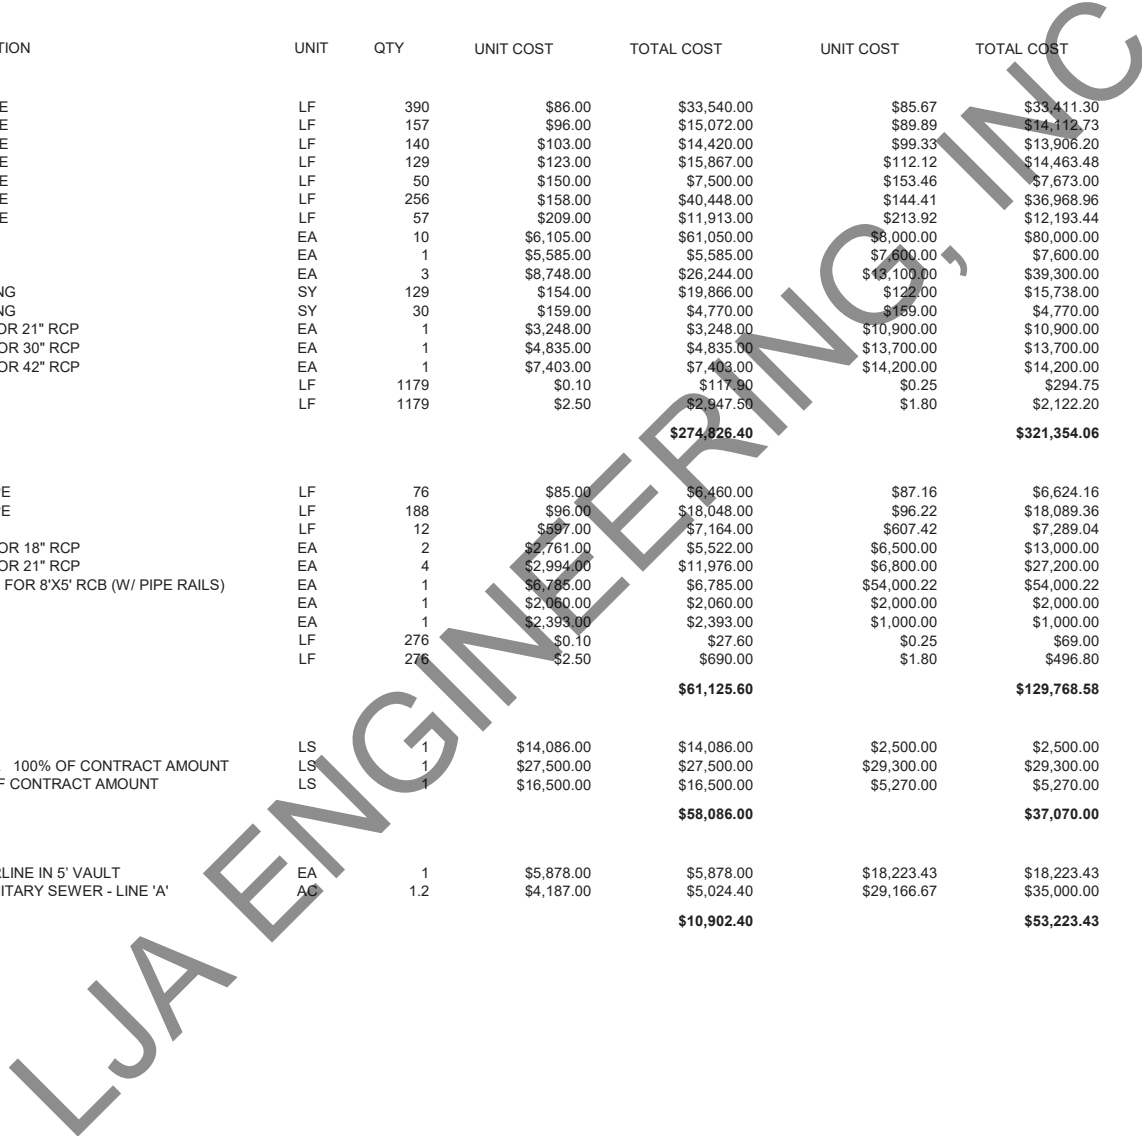 TION UNIT QTY UNIT COST TOTAL COST UNIT COST TOTAL COST
E LF 390 $86.00 $33,540.00 $85.67 $33,411.30
E LF 157 $96.00 $15,072.00 $89.89 $14,112.73
E LF 140 $103.00 $14,420.00 $99.33 $13,906.20
E LF 129 $123.00 $15,867.00 $112.12 $14,463.48
E LF 50 $150.00 $7,500.00 $153.46 $7,673.00
E LF 256 $158.00 $40,448.00 $144.41 $36,968.96
E LF 57 $209.00 $11,913.00 $213.92 $12,193.44
EA 10 $6,105.00 $61,050.00 $8,000.00 $80,000.00
EA 1 $5,585.00 $5,585.00 $7,600.00 $7,600.00
EA 3 $8,748.00 $26,244.00 $13,100.00 $39,300.00
NG SY 129 $154.00 $19,866.00 $122.00 $15,738.00
NG SY 30 $159.00 $4,770.00 $159.00 $4,770.00
OR 21" RCP EA 1 $3,248.00 $3,248.00 $10,900.00 $10,900.00
OR 30" RCP EA 1 $4,835.00 $4,835.00 $13,700.00 $13,700.00
OR 42" RCP EA 1 $7,403.00 $7,403.00 $14,200.00 $14,200.00
LF 1179 $0.10 $117.90 $0.25 $294.75
LF 1179 $2.50 $2,947.50 $1.80 $2,122.20
$274,826.40 $321,354.06
PE LF 76 $85.00 $6,460.00 $87.16 $6,624.16
PE LF 188 $96.00 $18,048.00 $96.22 $18,089.36
LF 12 $597.00 $7,164.00 $607.42 $7,289.04
OR 18" RCP EA 2 $2,761.00 $5,522.00 $6,500.00 $13,000.00
OR 21" RCP EA 4 $2,994.00 $11,976.00 $6,800.00 $27,200.00
FOR 8'X5' RCB (W/ PIPE RAILS) EA 1 $6,785.00 $6,785.00 $54,000.22 $54,000.22
EA 1 $2,060.00 $2,060.00 $2,000.00 $2,000.00
EA 1 $2,393.00 $2,393.00 $1,000.00 $1,000.00
LF 276 $0.10 $27.60 $0.25 $69.00
LF 276 $2.50 $690.00 $1.80 $496.80
$61,125.60 $129,768.58
LS 1 $14,086.00 $14,086.00 $2,500.00 $2,500.00
100% OF CONTRACT AMOUNT LS 1 $27,500.00 $27,500.00 $29,300.00 $29,300.00
F CONTRACT AMOUNT LS 1 $16,500.00 $16,500.00 $5,270.00 $5,270.00
$58,086.00 $37,070.00
RLINE IN 5' VAULT EA 1 $5,878.00 $5,878.00 $18,223.43 $18,223.43
NITARY SEWER - LINE 'A' AC 1.2 $4,187.00 $5,024.40 $29,166.67 $35,000.00
$10,902.40 $53,223.43
LJA ENGINEERING, INC